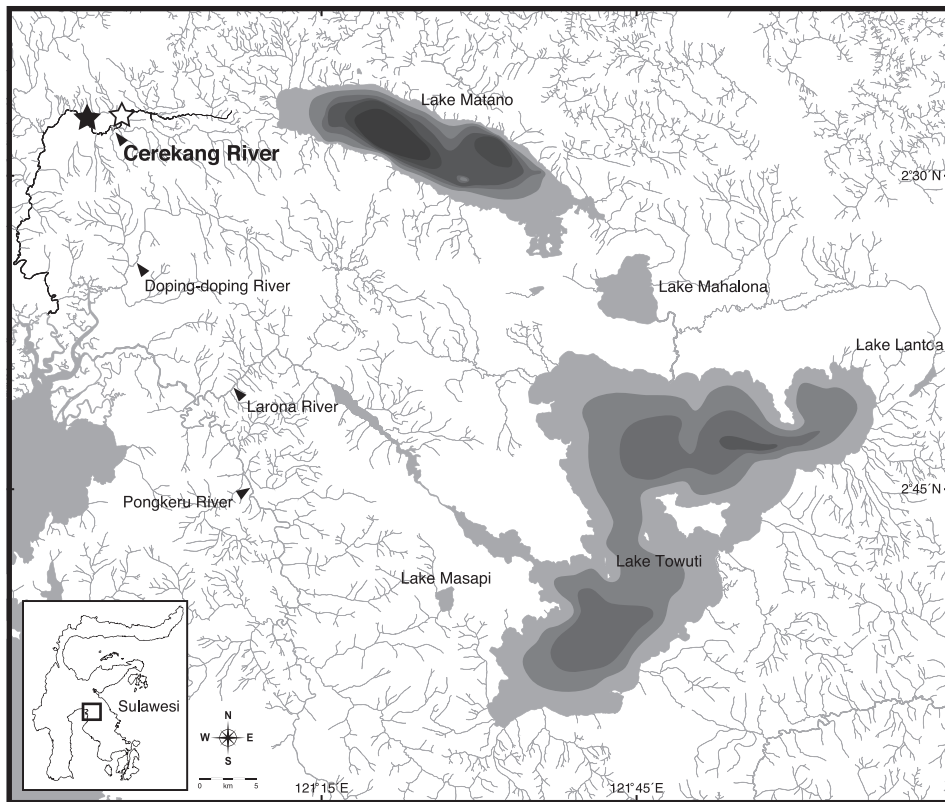 Lake Matano
Cerekang River
2°30´N
Doping-doping River
Lake Mahalona
Lake Lantoa
Larona River
2°45´N
Pongkeru River
Lake Towuti
Lake Masapi
Sulawesi
N
W E
S
0 km 5
121°15´E
121°45´E